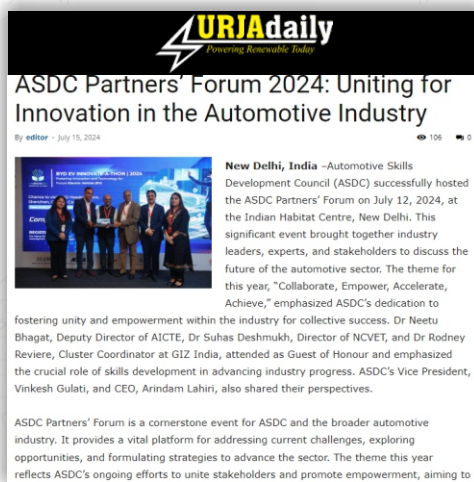 URJAdaily
Powering Renewable Today
ASDC Partners' Forum 2024: Uniting for
Innovation in the Automotive Industry
By editor - July 15, 2024 106 0
BYD EV INNOVATE-A-THON | 2024
New Delhi, India –Automotive Skills
Development Council (ASDC) successfully hosted
the ASDC Partners' Forum on July 12, 2024, at
the Indian Habitat Centre, New Delhi. This
significant event brought together industry
leaders, experts, and stakeholders to discuss the
future of the automotive sector. The theme for
this year, "Collaborate, Empower, Accelerate,
Achieve," emphasized ASDC's dedication to
fostering unity and empowerment within the industry for collective success. Dr Neetu
Bhagat, Deputy Director of AICTE, Dr Suhas Deshmukh, Director of NCVET, and Dr Rodney
Reviere, Cluster Coordinator at GIZ India, attended as Guest of Honour and emphasized
the crucial role of skills development in advancing industry progress. ASDC's Vice President,
Vinkesh Gulati, and CEO, Arindam Lahiri, also shared their perspectives.
ASDC Partners' Forum is a cornerstone event for ASDC and the broader automotive
industry. It provides a vital platform for addressing current challenges, exploring
opportunities, and formulating strategies to advance the sector. The theme this year
reflects ASDC's ongoing efforts to unite stakeholders and promote empowerment, aiming to